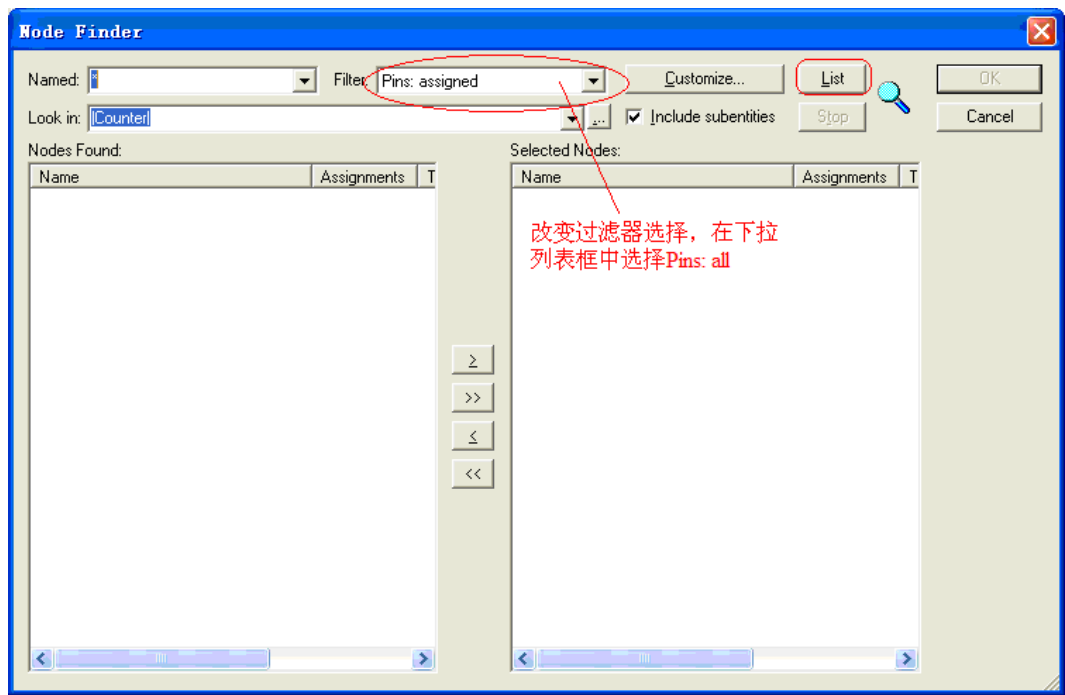 Node Finder
Named: * Filter: Pins: assigned Customize... List OK
Look in: |Counter| ... Include subentities Stop Cancel
Nodes Found: Selected Nodes:
Name Assignments T Name Assignments T
改变过滤器选择，在下拉
列表框中选择Pins: all
≥
>>
≤
<<